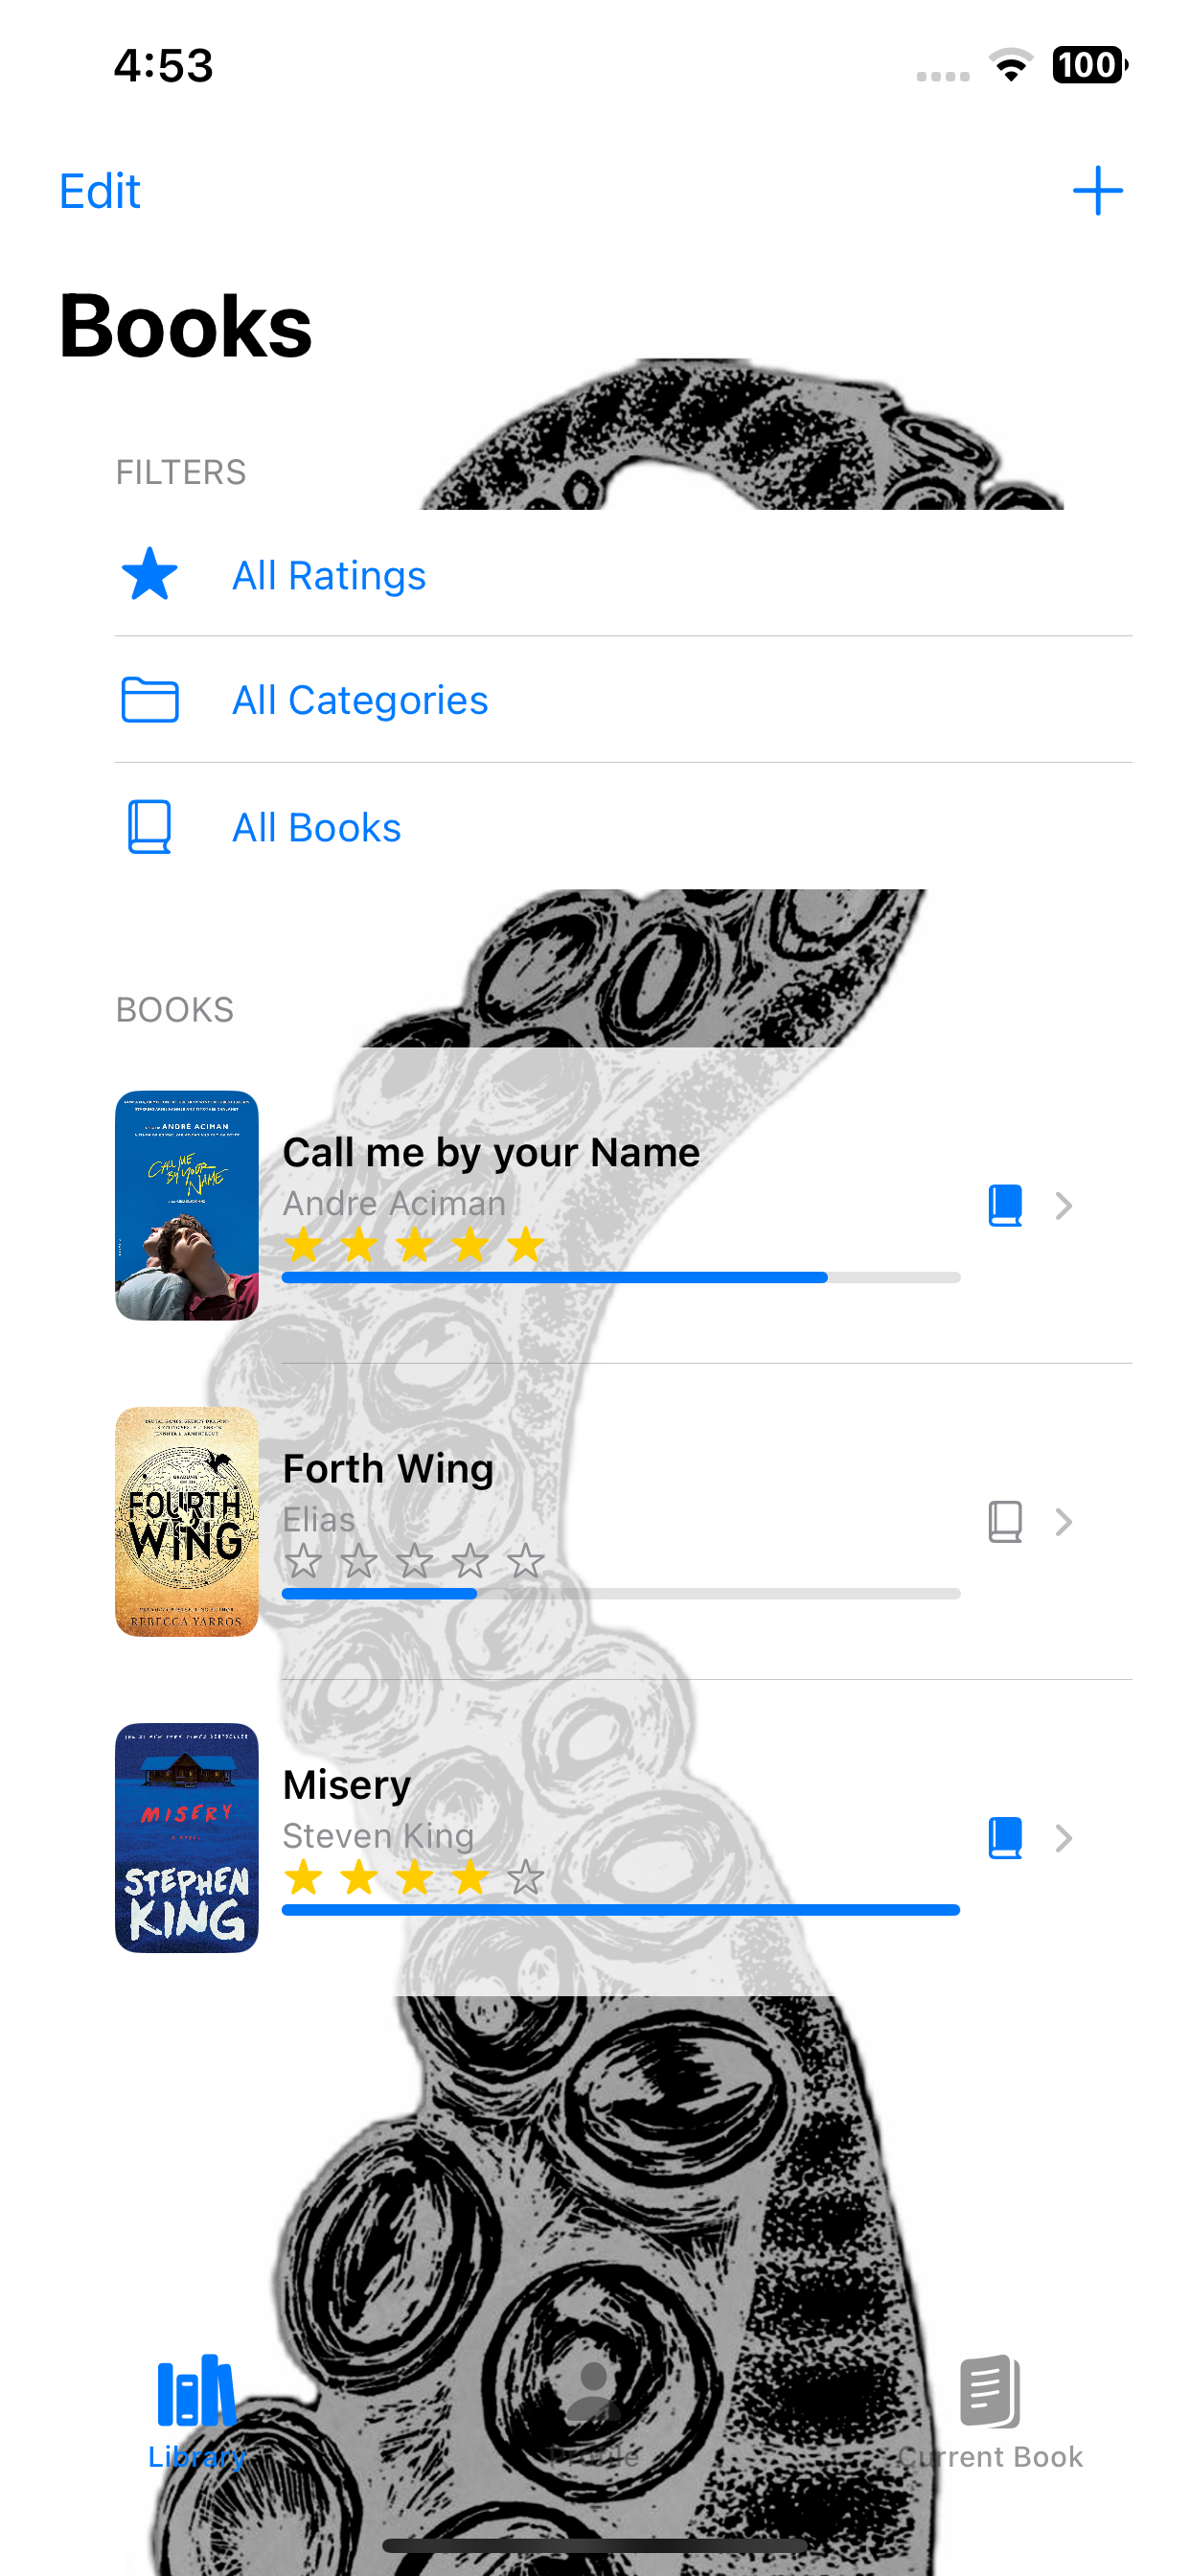 4:53
100
Edit
Books
FILTERS
All Ratings
All Categories
All Books
BOOKS
ANDRÉ ACIMAN
CALL ME
BY YOUR
NAME
Call me by your Name
Andre Aciman
FOURTH
WING
REBECCA YARROS
Forth Wing
Elias
MISERY
A NOVEL
STEPHEN
KING
Misery
Steven King
Library
Profile
Current Book